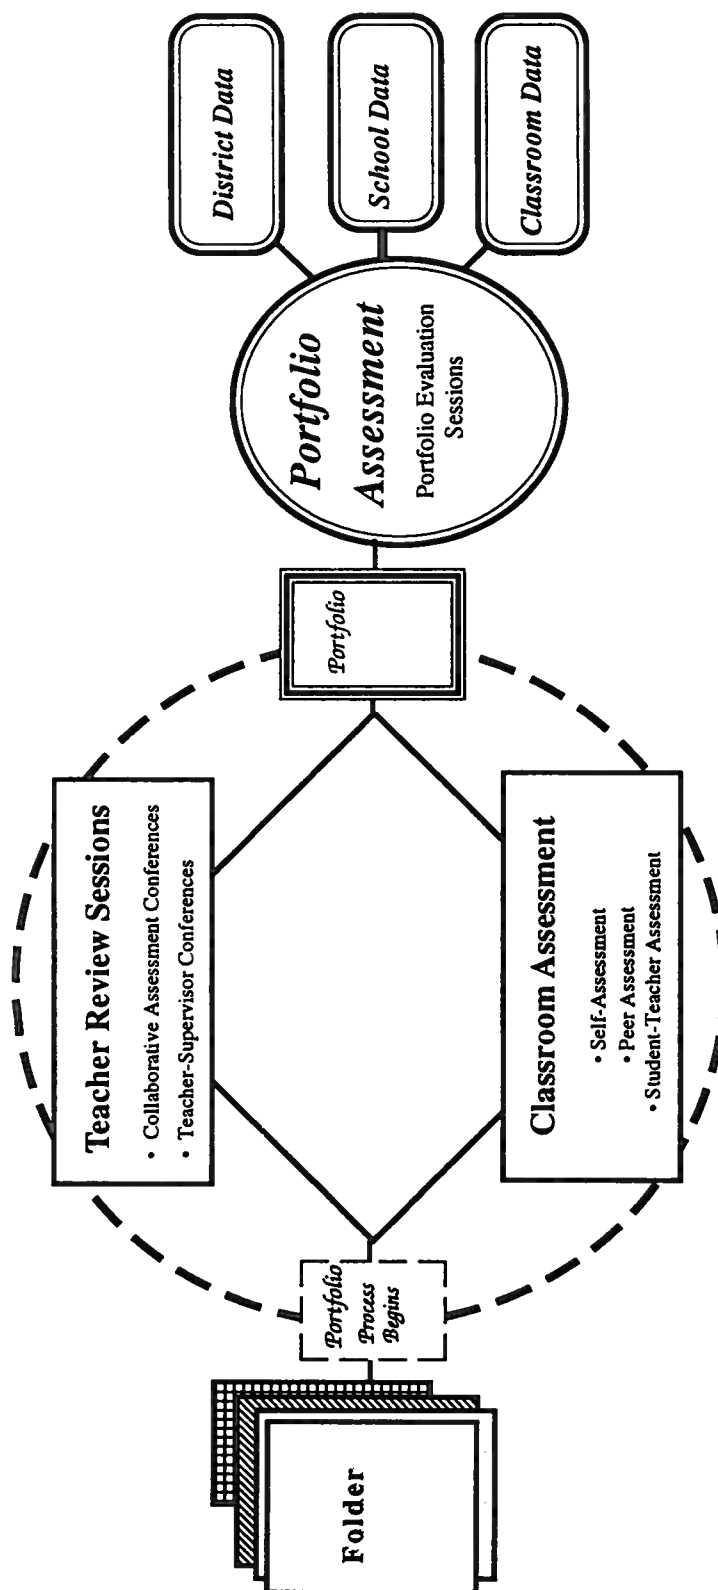 Folder
Portfolio
Process
Begins
Teacher Review Sessions
• Collaborative Assessment Conferences
• Teacher-Supervisor Conferences
Classroom Assessment
• Self-Assessment
• Peer Assessment
• Student-Teacher Assessment
Portfolio
Portfolio
Assessment
Portfolio Evaluation
Sessions
District Data
School Data
Classroom Data